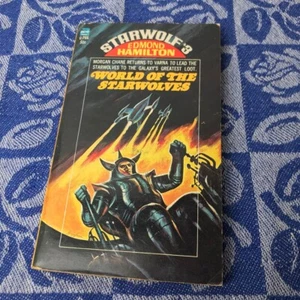 STARWOLF·3
EDMOND
HAMILTON
MORGAN CHANE RETURNS TO VARNA TO LEAD THE
STARWOLVES TO THE GALAXY'S GREATEST LOOT.
WORLD OF THE
STARWOLVES